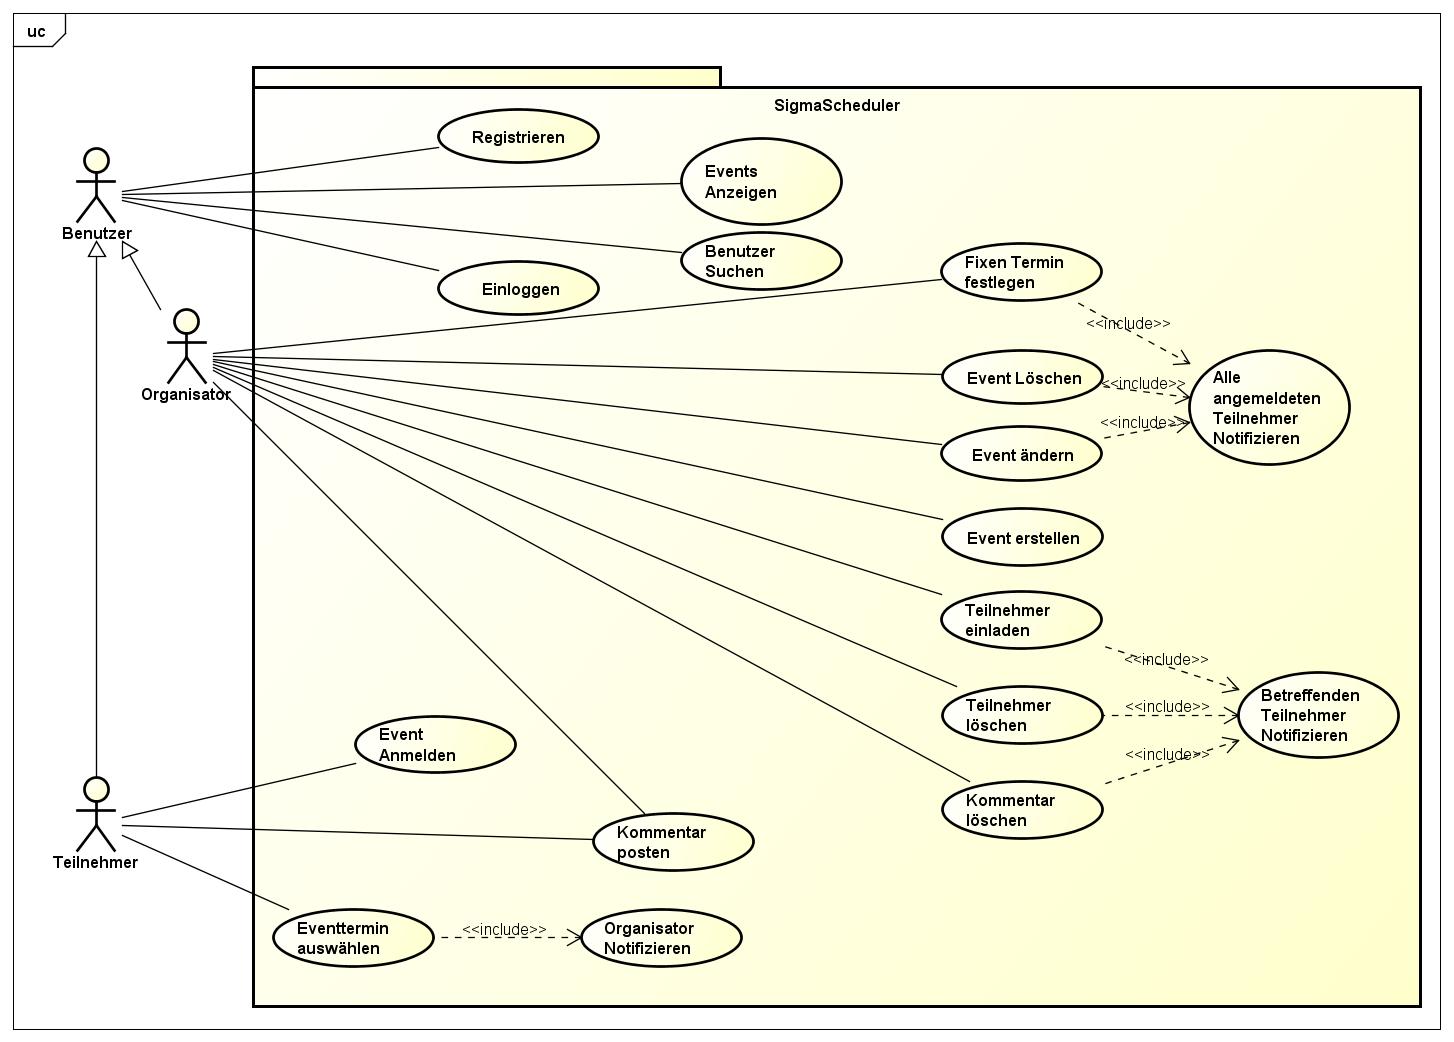 uc
SigmaScheduler
Registrieren
Events
Anzeigen
Benutzer
Benutzer
Suchen
Einloggen
Fixen Termin
festlegen
<<include>>
Organisator
Event Löschen
<<include>>
Alle
angemeldeten
Teilnehmer
Notifizieren
<<include>>
Event ändern
Event erstellen
Teilnehmer
einladen
<<include>>
Teilnehmer
löschen
<<include>>
Betreffenden
Teilnehmer
Notifizieren
<<include>>
Kommentar
löschen
Event
Anmelden
Teilnehmer
Kommentar
posten
Eventtermin
auswählen
<<include>>
Organisator
Notifizieren